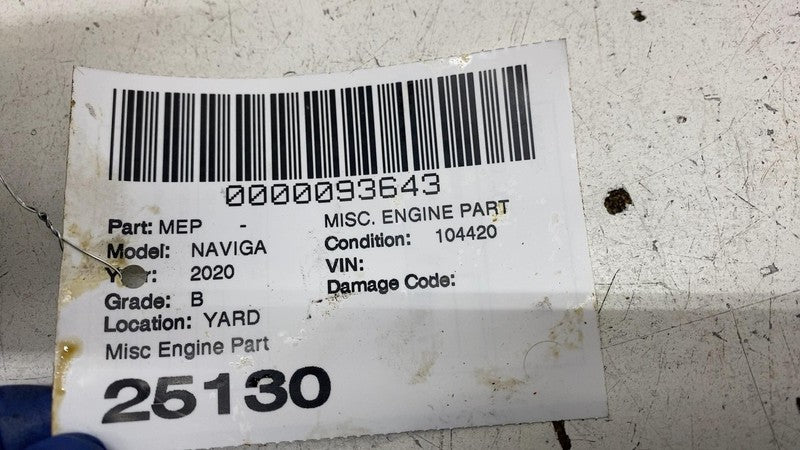 0000093643
Part: MEP - MISC. ENGINE PART
Model: NAVIGA Condition: 104420
Year: 2020 VIN:
Grade: B Damage Code:
Location: YARD
Misc Engine Part
25130